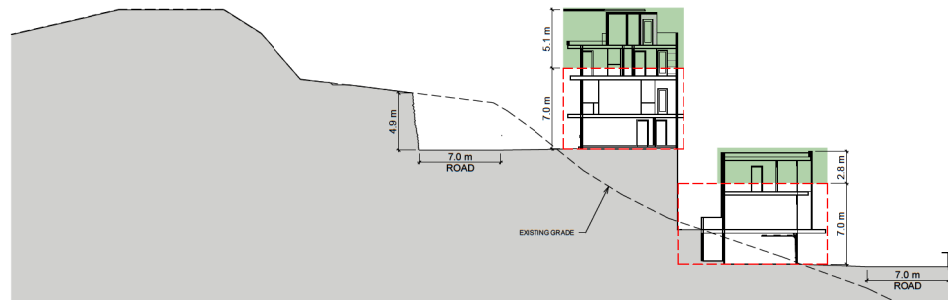 5.1 m
7.0 m
4.9 m
7.0 m
ROAD
2.8 m
7.0 m
EXISTING GRADE
7.0 m
ROAD